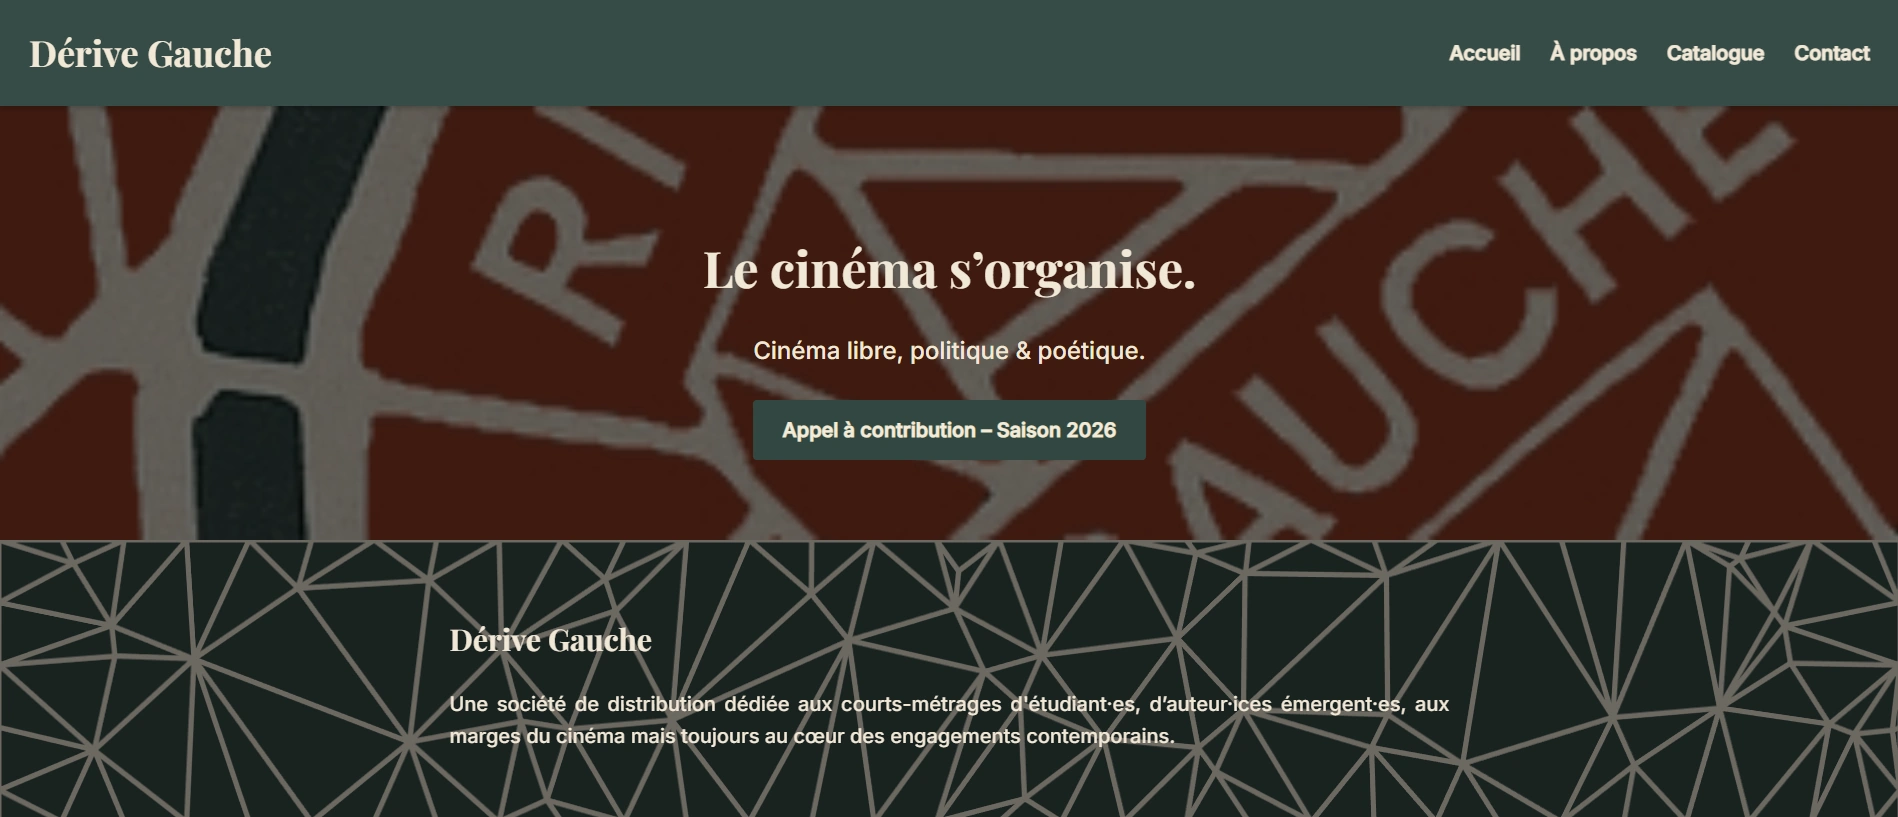 Dérive Gauche
Accueil À propos Catalogue Contact
RI
AUCHE
Le cinéma s’organise.
Cinéma libre, politique & poétique.
Appel à contribution – Saison 2026
Dérive Gauche
Une société de distribution dédiée aux courts-métrages d'étudiant·es, d’auteur·ices émergent·es, aux
marges du cinéma mais toujours au cœur des engagements contemporains.